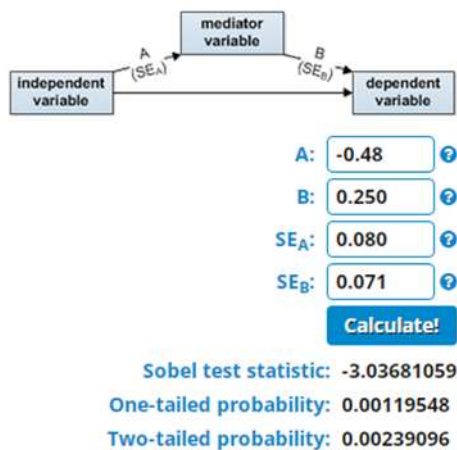 mediator
variable
A
(SEA)
B
(SEB)
independent
variable
dependent
variable
A: -0.48 ?
B: 0.250 ?
SEA: 0.080 ?
SEB: 0.071 ?
Calculate!
Sobel test statistic: -3.03681059
One-tailed probability: 0.00119548
Two-tailed probability: 0.00239096